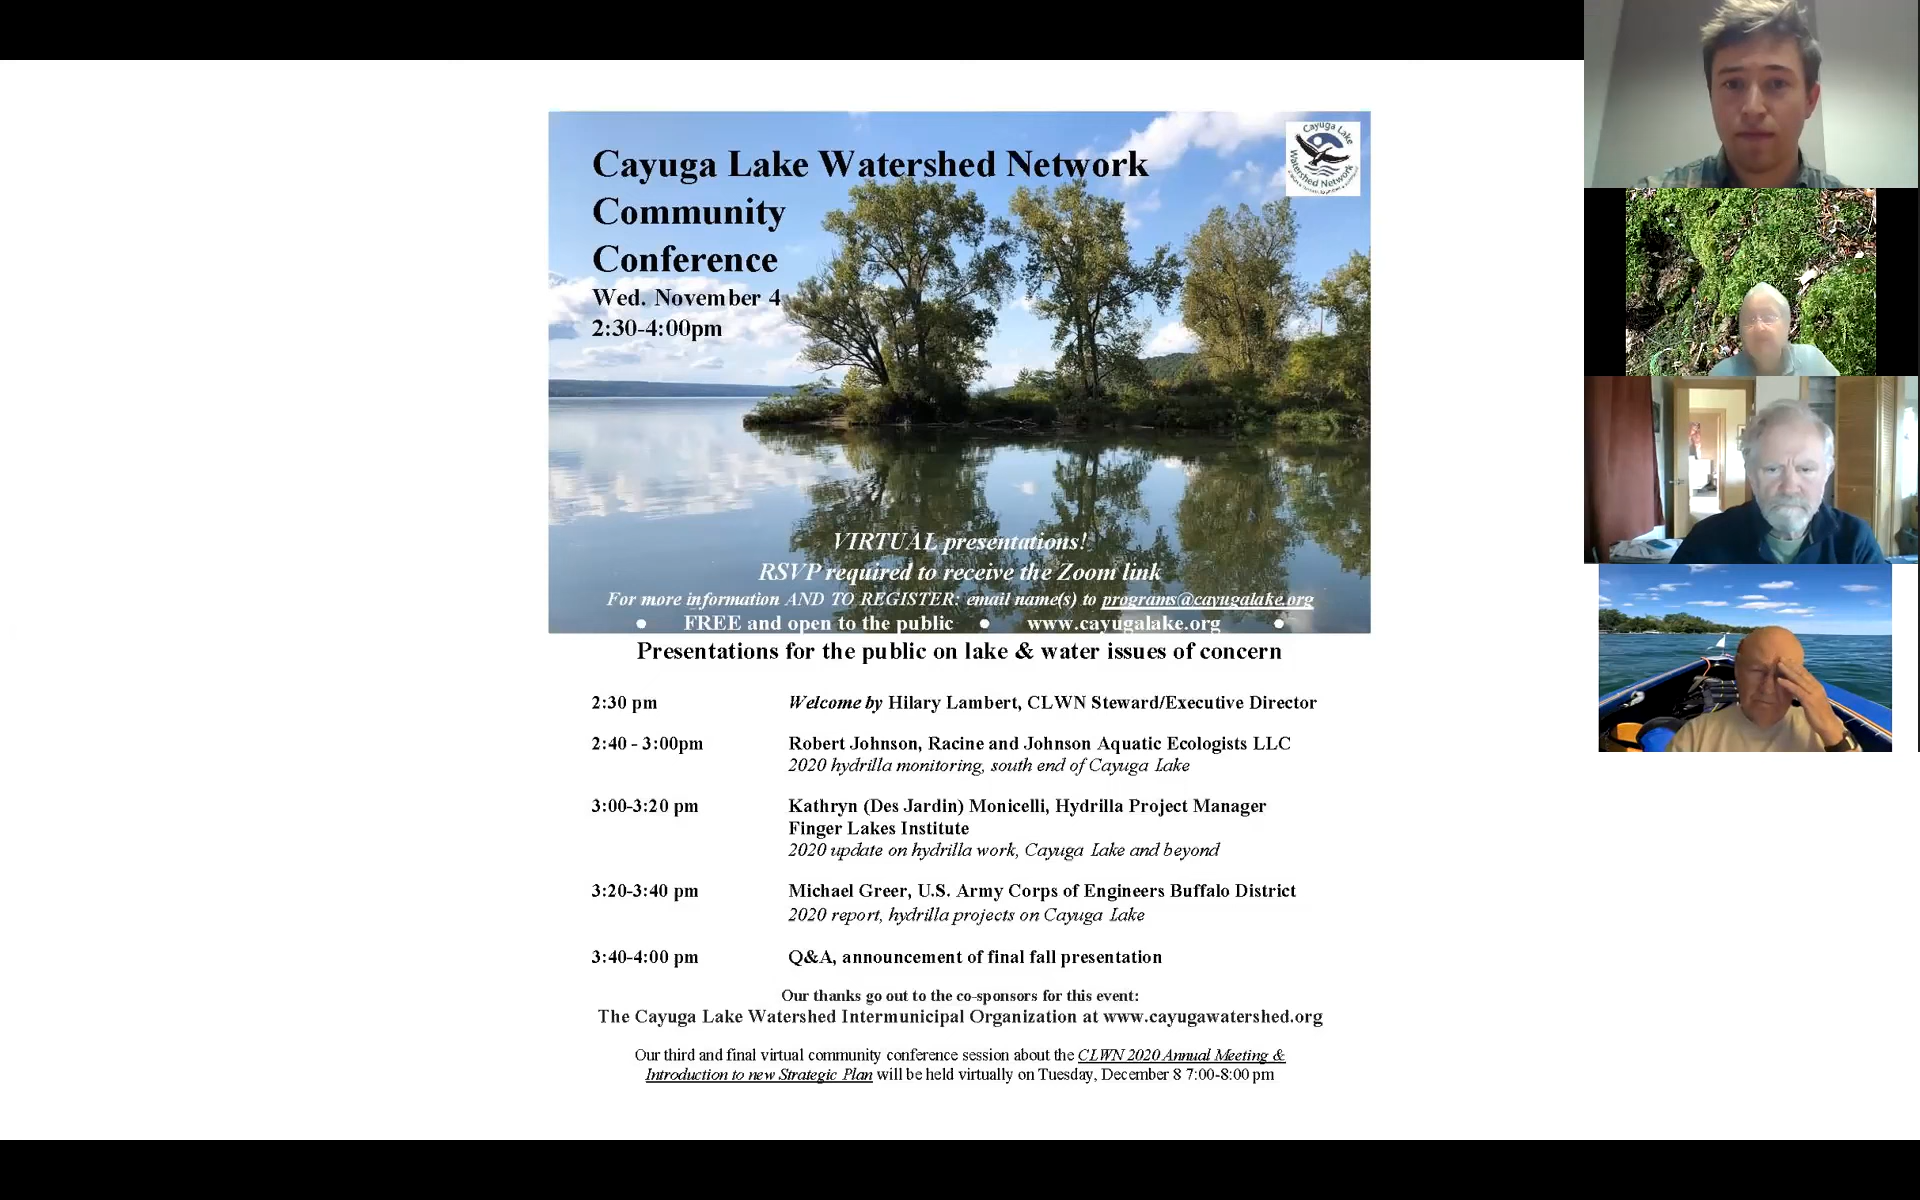 Cayuga Lake Watershed Network
Community
Conference
Wed. November 4
2:30-4:00pm
Cayuga Lake
Watershed Network
VIRTUAL presentations!
RSVP required to receive the Zoom link
For more information AND TO REGISTER: email name(s) to programs@cayugalake.org
● FREE and open to the public ● www.cayugalake.org ●
Presentations for the public on lake & water issues of concern
2:30 pm Welcome by Hilary Lambert, CLWN Steward/Executive Director
2:40 - 3:00pm Robert Johnson, Racine and Johnson Aquatic Ecologists LLC
2020 hydrilla monitoring, south end of Cayuga Lake
3:00-3:20 pm Kathryn (Des Jardin) Monicelli, Hydrilla Project Manager
Finger Lakes Institute
2020 update on hydrilla work, Cayuga Lake and beyond
3:20-3:40 pm Michael Greer, U.S. Army Corps of Engineers Buffalo District
2020 report, hydrilla projects on Cayuga Lake
3:40-4:00 pm Q&A, announcement of final fall presentation
Our thanks go out to the co-sponsors for this event:
The Cayuga Lake Watershed Intermunicipal Organization at www.cayugawatershed.org
Our third and final virtual community conference session about the CLWN 2020 Annual Meeting &
Introduction to new Strategic Plan will be held virtually on Tuesday, December 8 7:00-8:00 pm